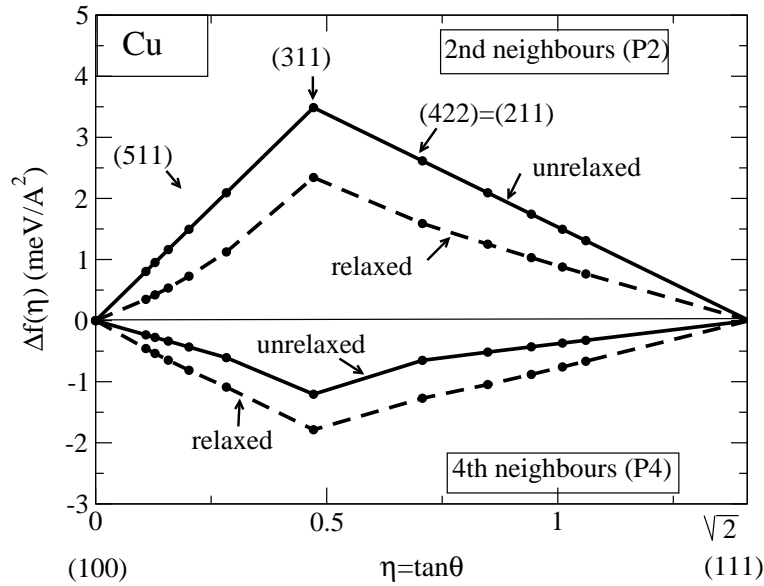 Cu
2nd neighbours (P2)
(311)
(422)=(211)
(511)
unrelaxed
relaxed
unrelaxed
relaxed
4th neighbours (P4)
Δf(η) (meV/A²)
5
4
3
2
1
0
-1
-2
-3
0 0.5 1 √2
(100) η=tanθ (111)